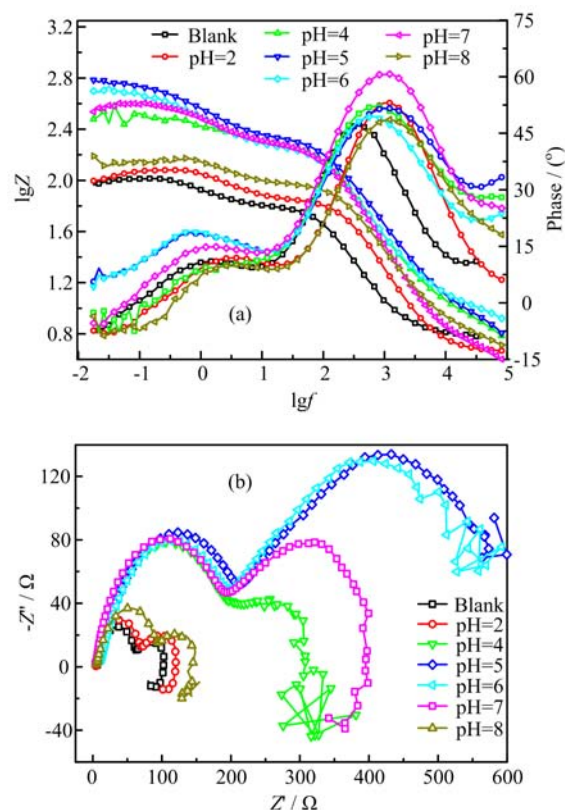 Blank
pH=2
pH=4
pH=5
pH=6
pH=7
pH=8
lgZ
3.2
2.8
2.4
2.0
1.6
1.2
0.8
75
60
45
30
15
0
-15
Phase / (°)
(a)
-2 -1 0 1 2 3 4 5
lgf
(b)
-Z'' / Ω
120
80
40
0
-40
Blank
pH=2
pH=4
pH=5
pH=6
pH=7
pH=8
0 100 200 300 400 500 600
Z' / Ω